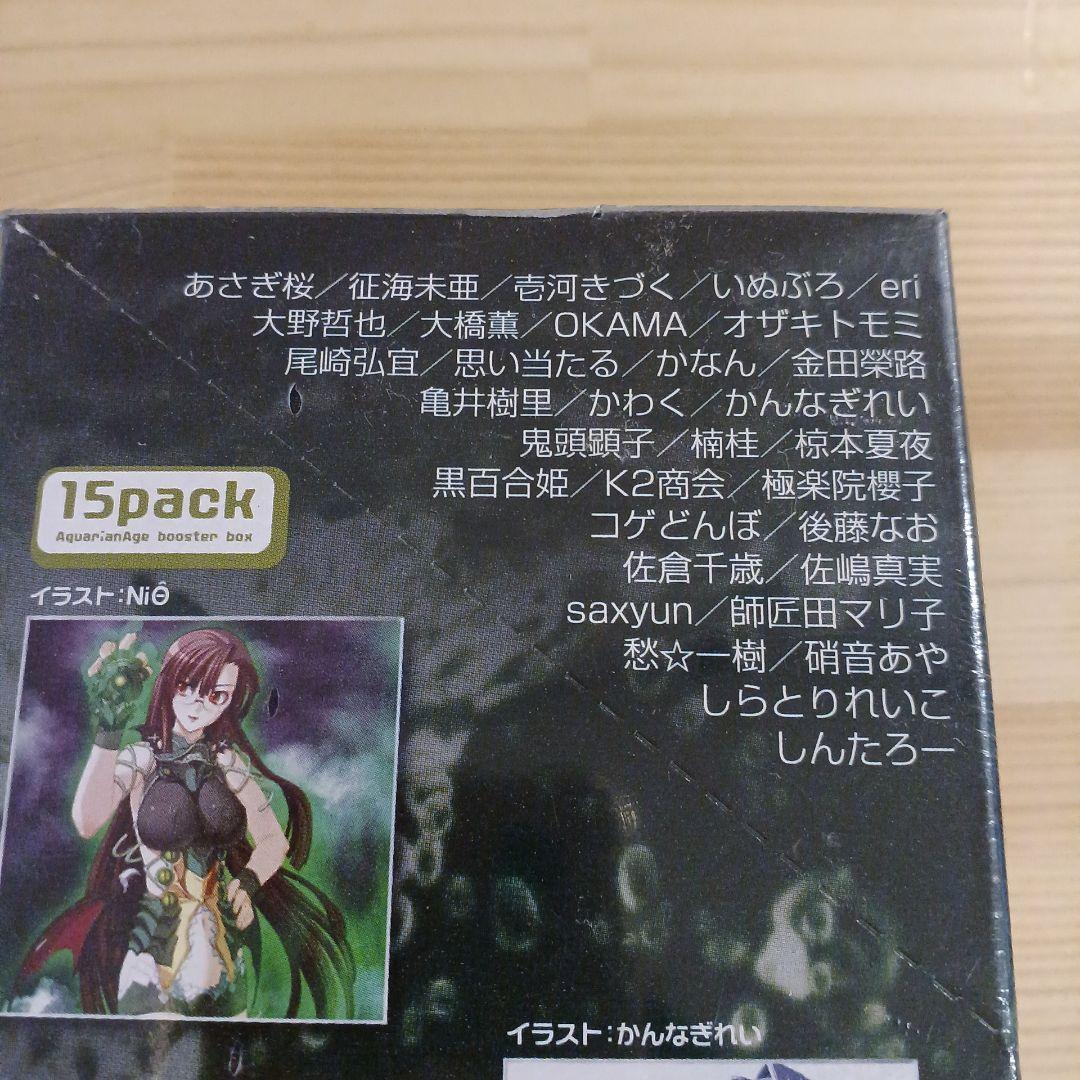 あさぎ桜／征海未亜／壱河きづく／いぬぶろ／eri
大野哲也／大橋薫／OKAMA／オザキトモミ
尾崎弘宜／思い当たる／かなん／金田榮路
亀井樹里／かわく／かんなぎれい
鬼頭顕子／楠桂／椋本夏夜
黒百合姫／K2商会／極楽院櫻子
コゲどんぼ／後藤なお
佐倉千歳／佐嶋真実
saxyun／師匠田マリ子
愁☆一樹／硝音あや
しらとりれいこ
しんたろー
15pack
AquarianAge booster box
イラスト：NiΘ
イラスト：かんなぎれい